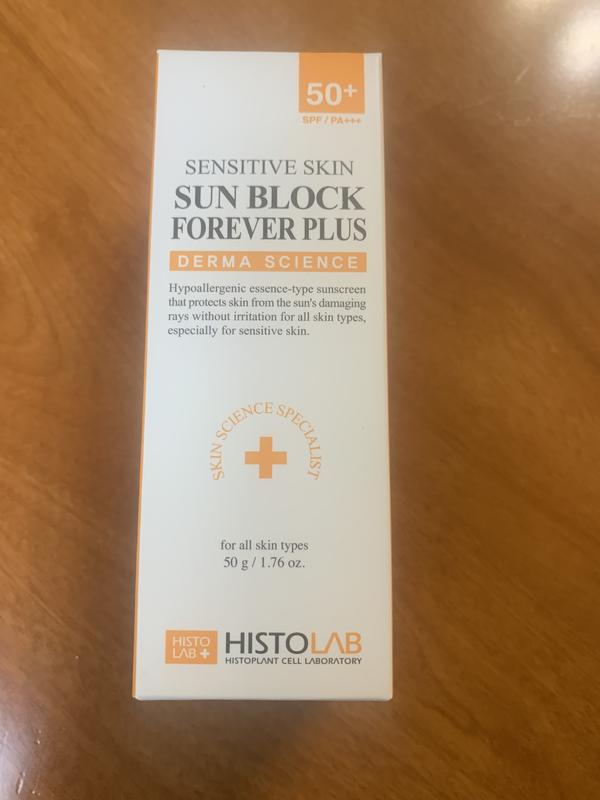 50+
SPF / PA+++
SENSITIVE SKIN
SUN BLOCK
FOREVER PLUS
DERMA SCIENCE
Hypoallergenic essence-type sunscreen
that protects skin from the sun's damaging
rays without irritation for all skin types,
especially for sensitive skin.
SKIN SCIENCE SPECIALIST
for all skin types
50 g / 1.76 oz.
HISTO
LAB+
HISTOLAB
HISTOPLANT CELL LABORATORY